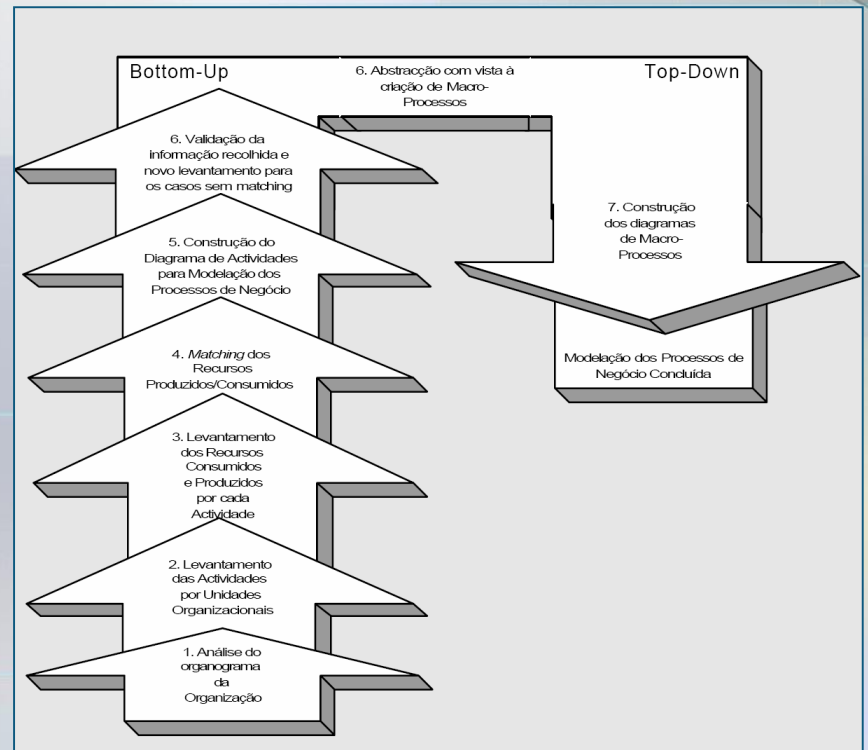 Bottom-Up
6. Abstracção com vista à
criação de Macro-
Processos
Top-Down
6. Validação da
informação recolhida e
novo levantamento para
os casos sem matching
5. Construção do
Diagrama de Actividades
para Modelação dos
Processos de Negócio
4. Matching dos
Recursos
Produzidos/Consumidos
3. Levantamento
dos Recursos
Consumidos
e Produzidos
por cada
Actividade
2. Levantamento
das Actividades
por Unidades
Organizacionais
1. Análise do
organograma
da
Organização
7. Construção
dos diagramas
de Macro-
Processos
Modelação dos Processos de
Negócio Concluída